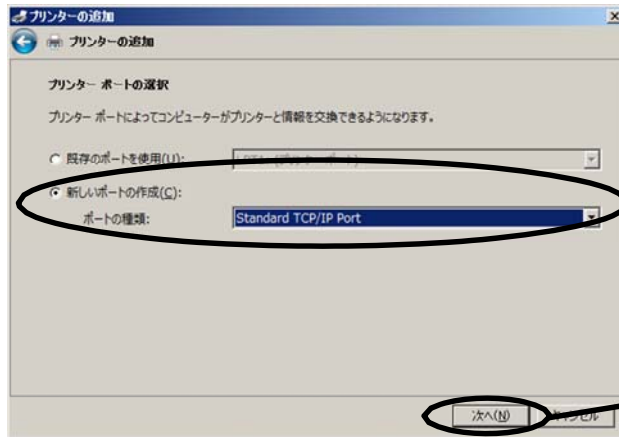 プリンターの追加
プリンターの追加
プリンター ポートの選択
プリンター ポートによってコンピューターがプリンターと情報を交換できるようになります。
既存のポートを使用(U):
新しいポートの作成(C):
ポートの種類:
Standard TCP/IP Port
次へ(N)
キャンセル